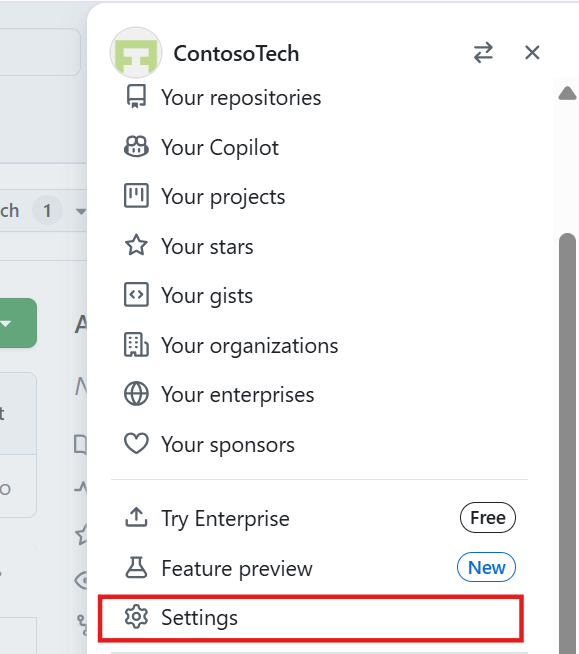 ContosoTech
Your repositories
Your Copilot
ch 1
Your projects
Your stars
Your gists
Your organizations
Your enterprises
Your sponsors
Try Enterprise Free
Feature preview New
Settings